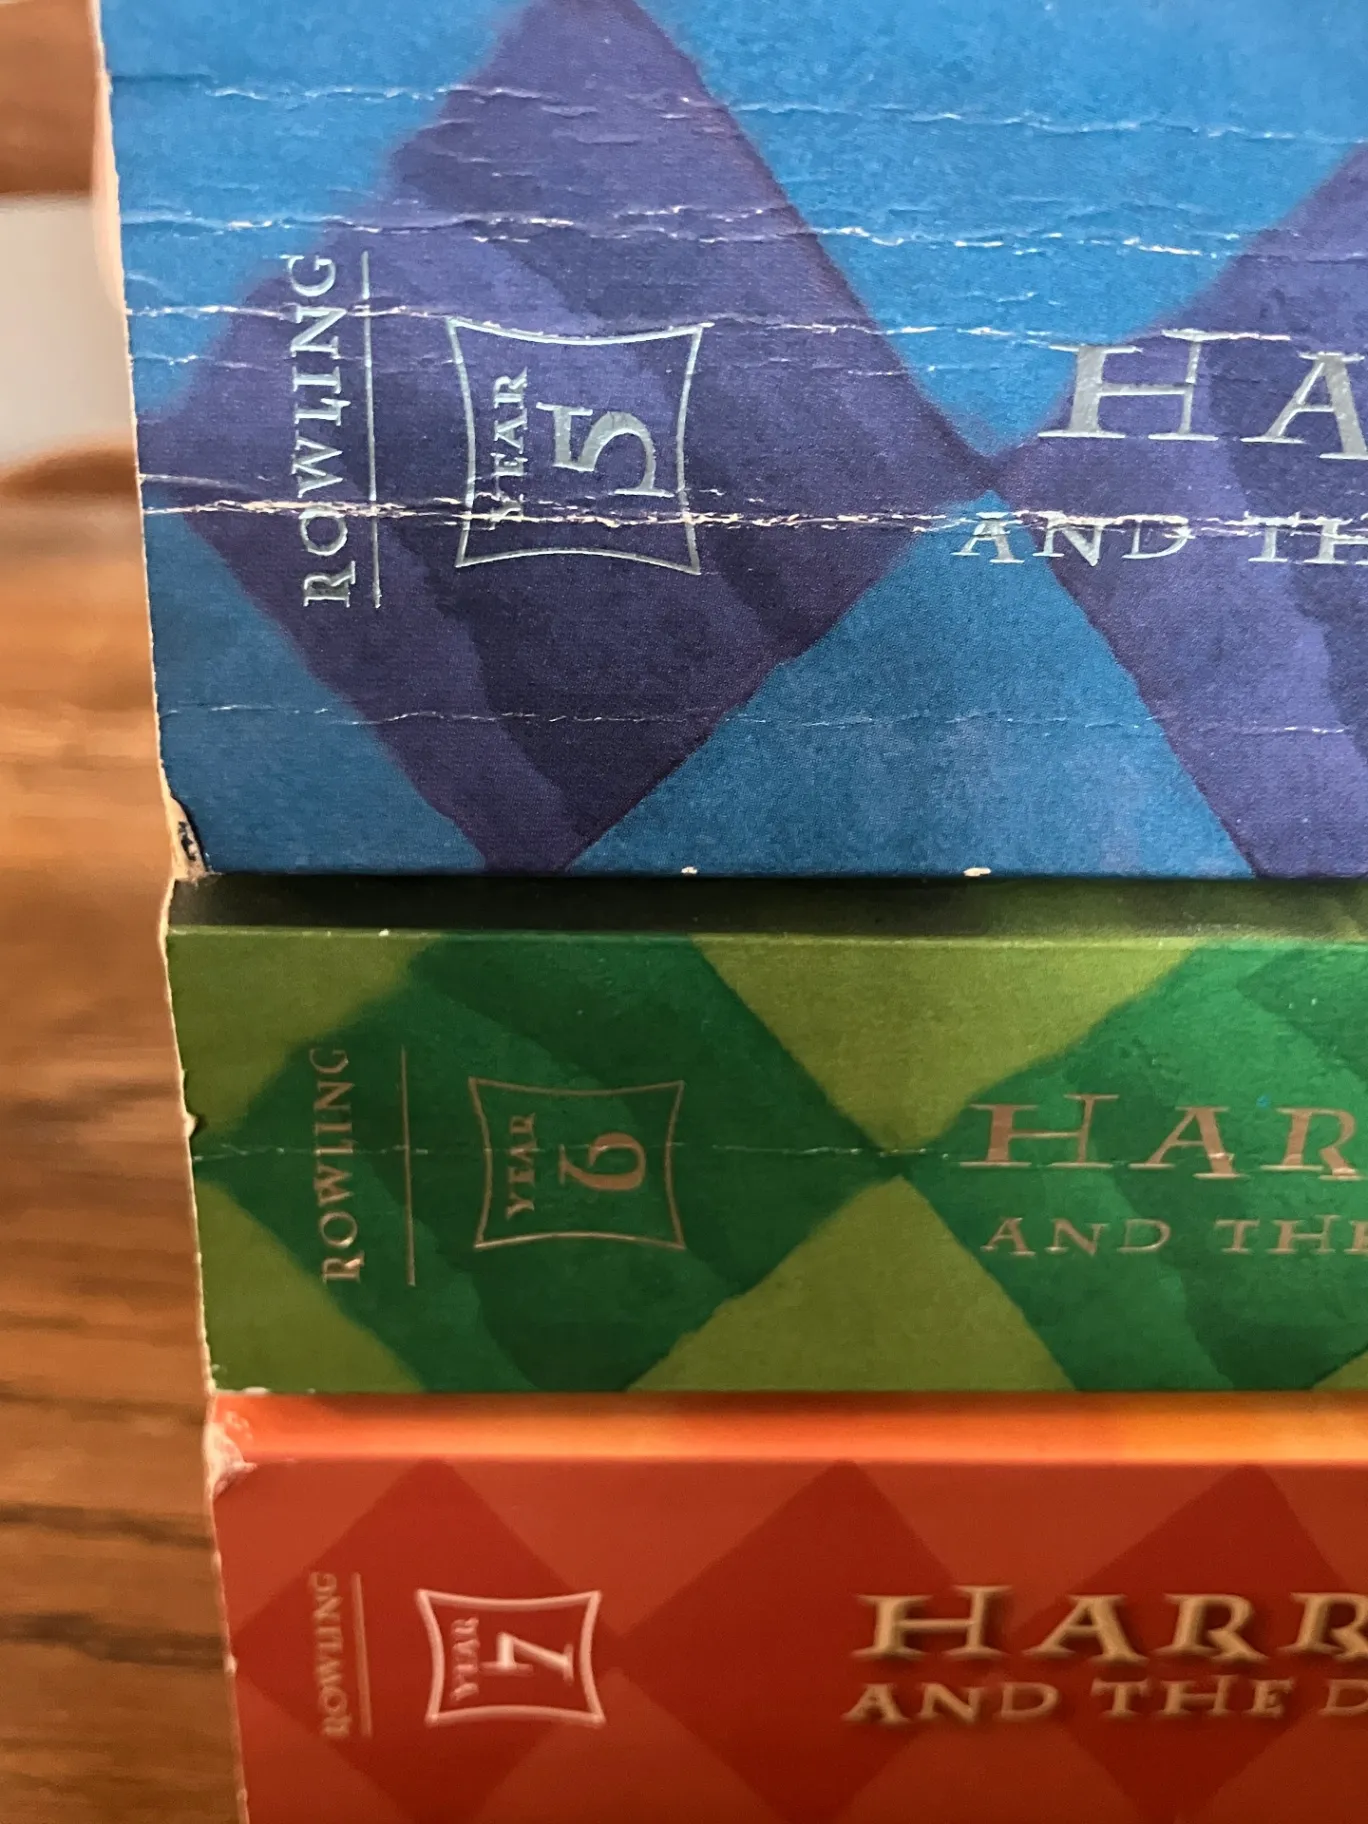 ROWLING
YEAR
5
HA
AND TH
ROWLING
YEAR
6
HAR
AND THE
ROWLING
YEAR
7
HARR
AND THE D